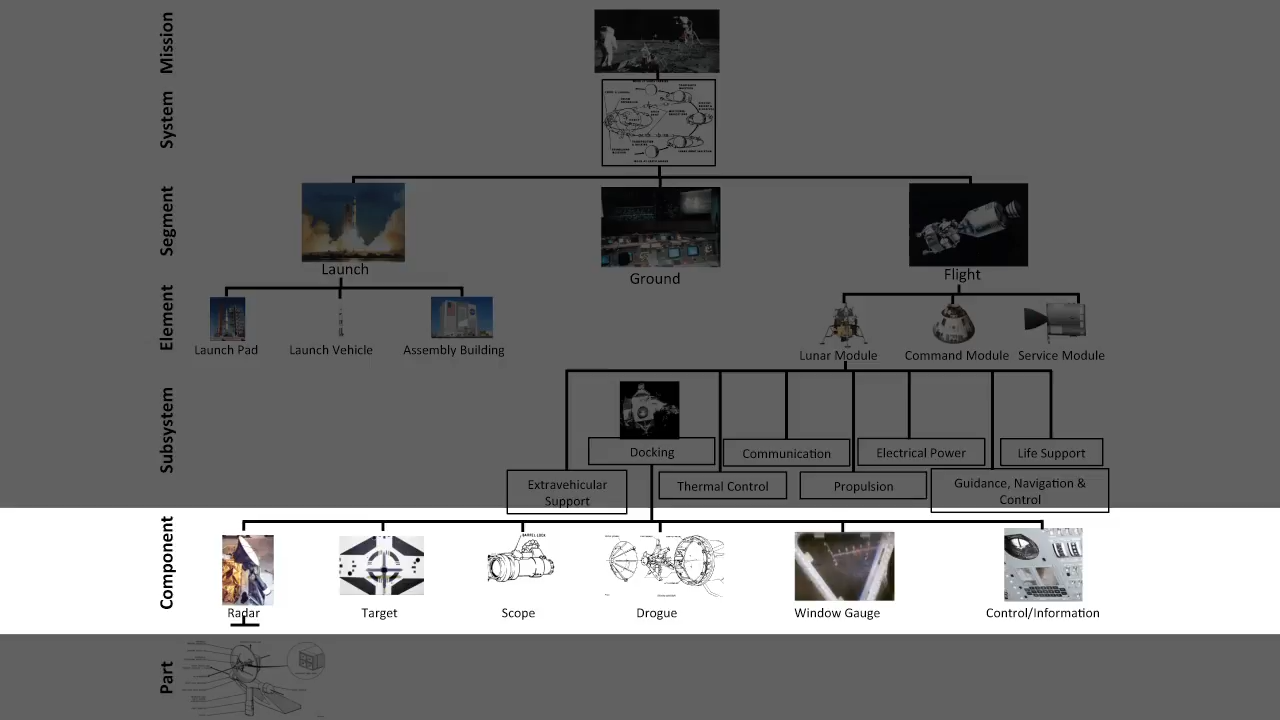 Mission
System
Segment
Launch
Ground
Flight
Element
Launch Pad
Launch Vehicle
Assembly Building
Lunar Module
Command Module
Service Module
Subsystem
Docking
Communication
Electrical Power
Life Support
Extravehicular
Support
Thermal Control
Propulsion
Guidance, Navigation &
Control
Component
BARREL LOCK
Radar
Target
Scope
Drogue
Window Gauge
Control/Information
Part